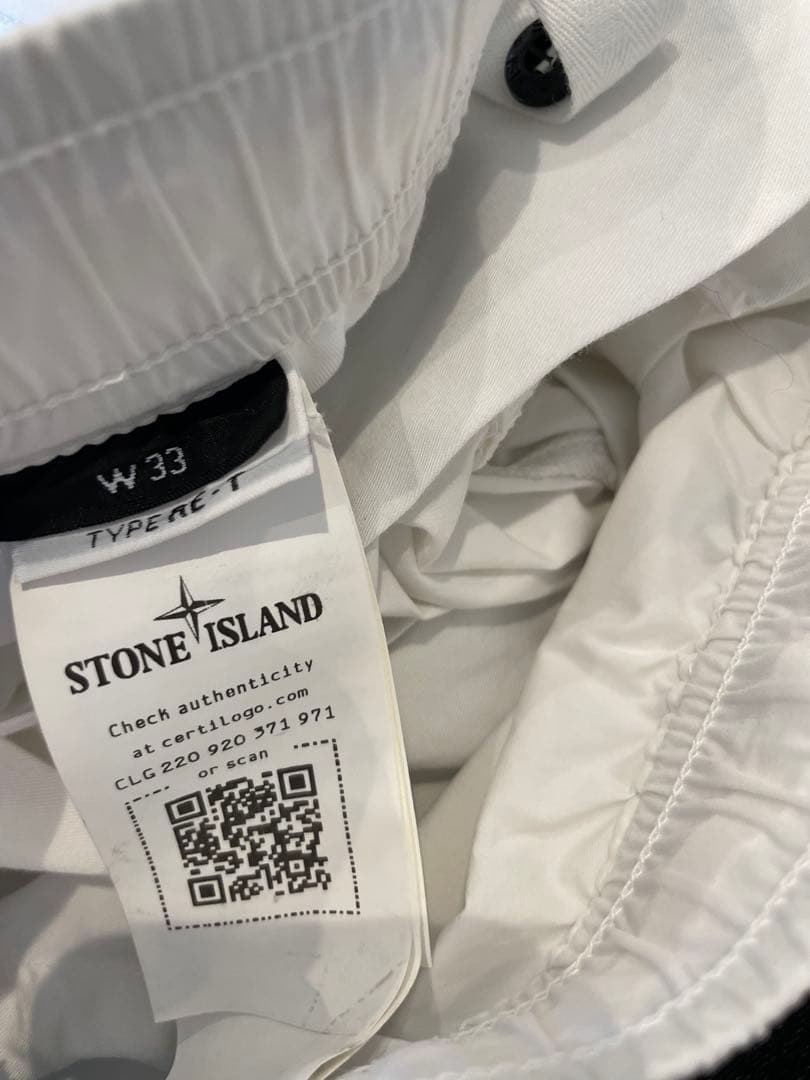 W 33
TYPE RE-T
STONE ISLAND
Check authenticity
at certilogo.com
CLG 220 920 371 971
or scan